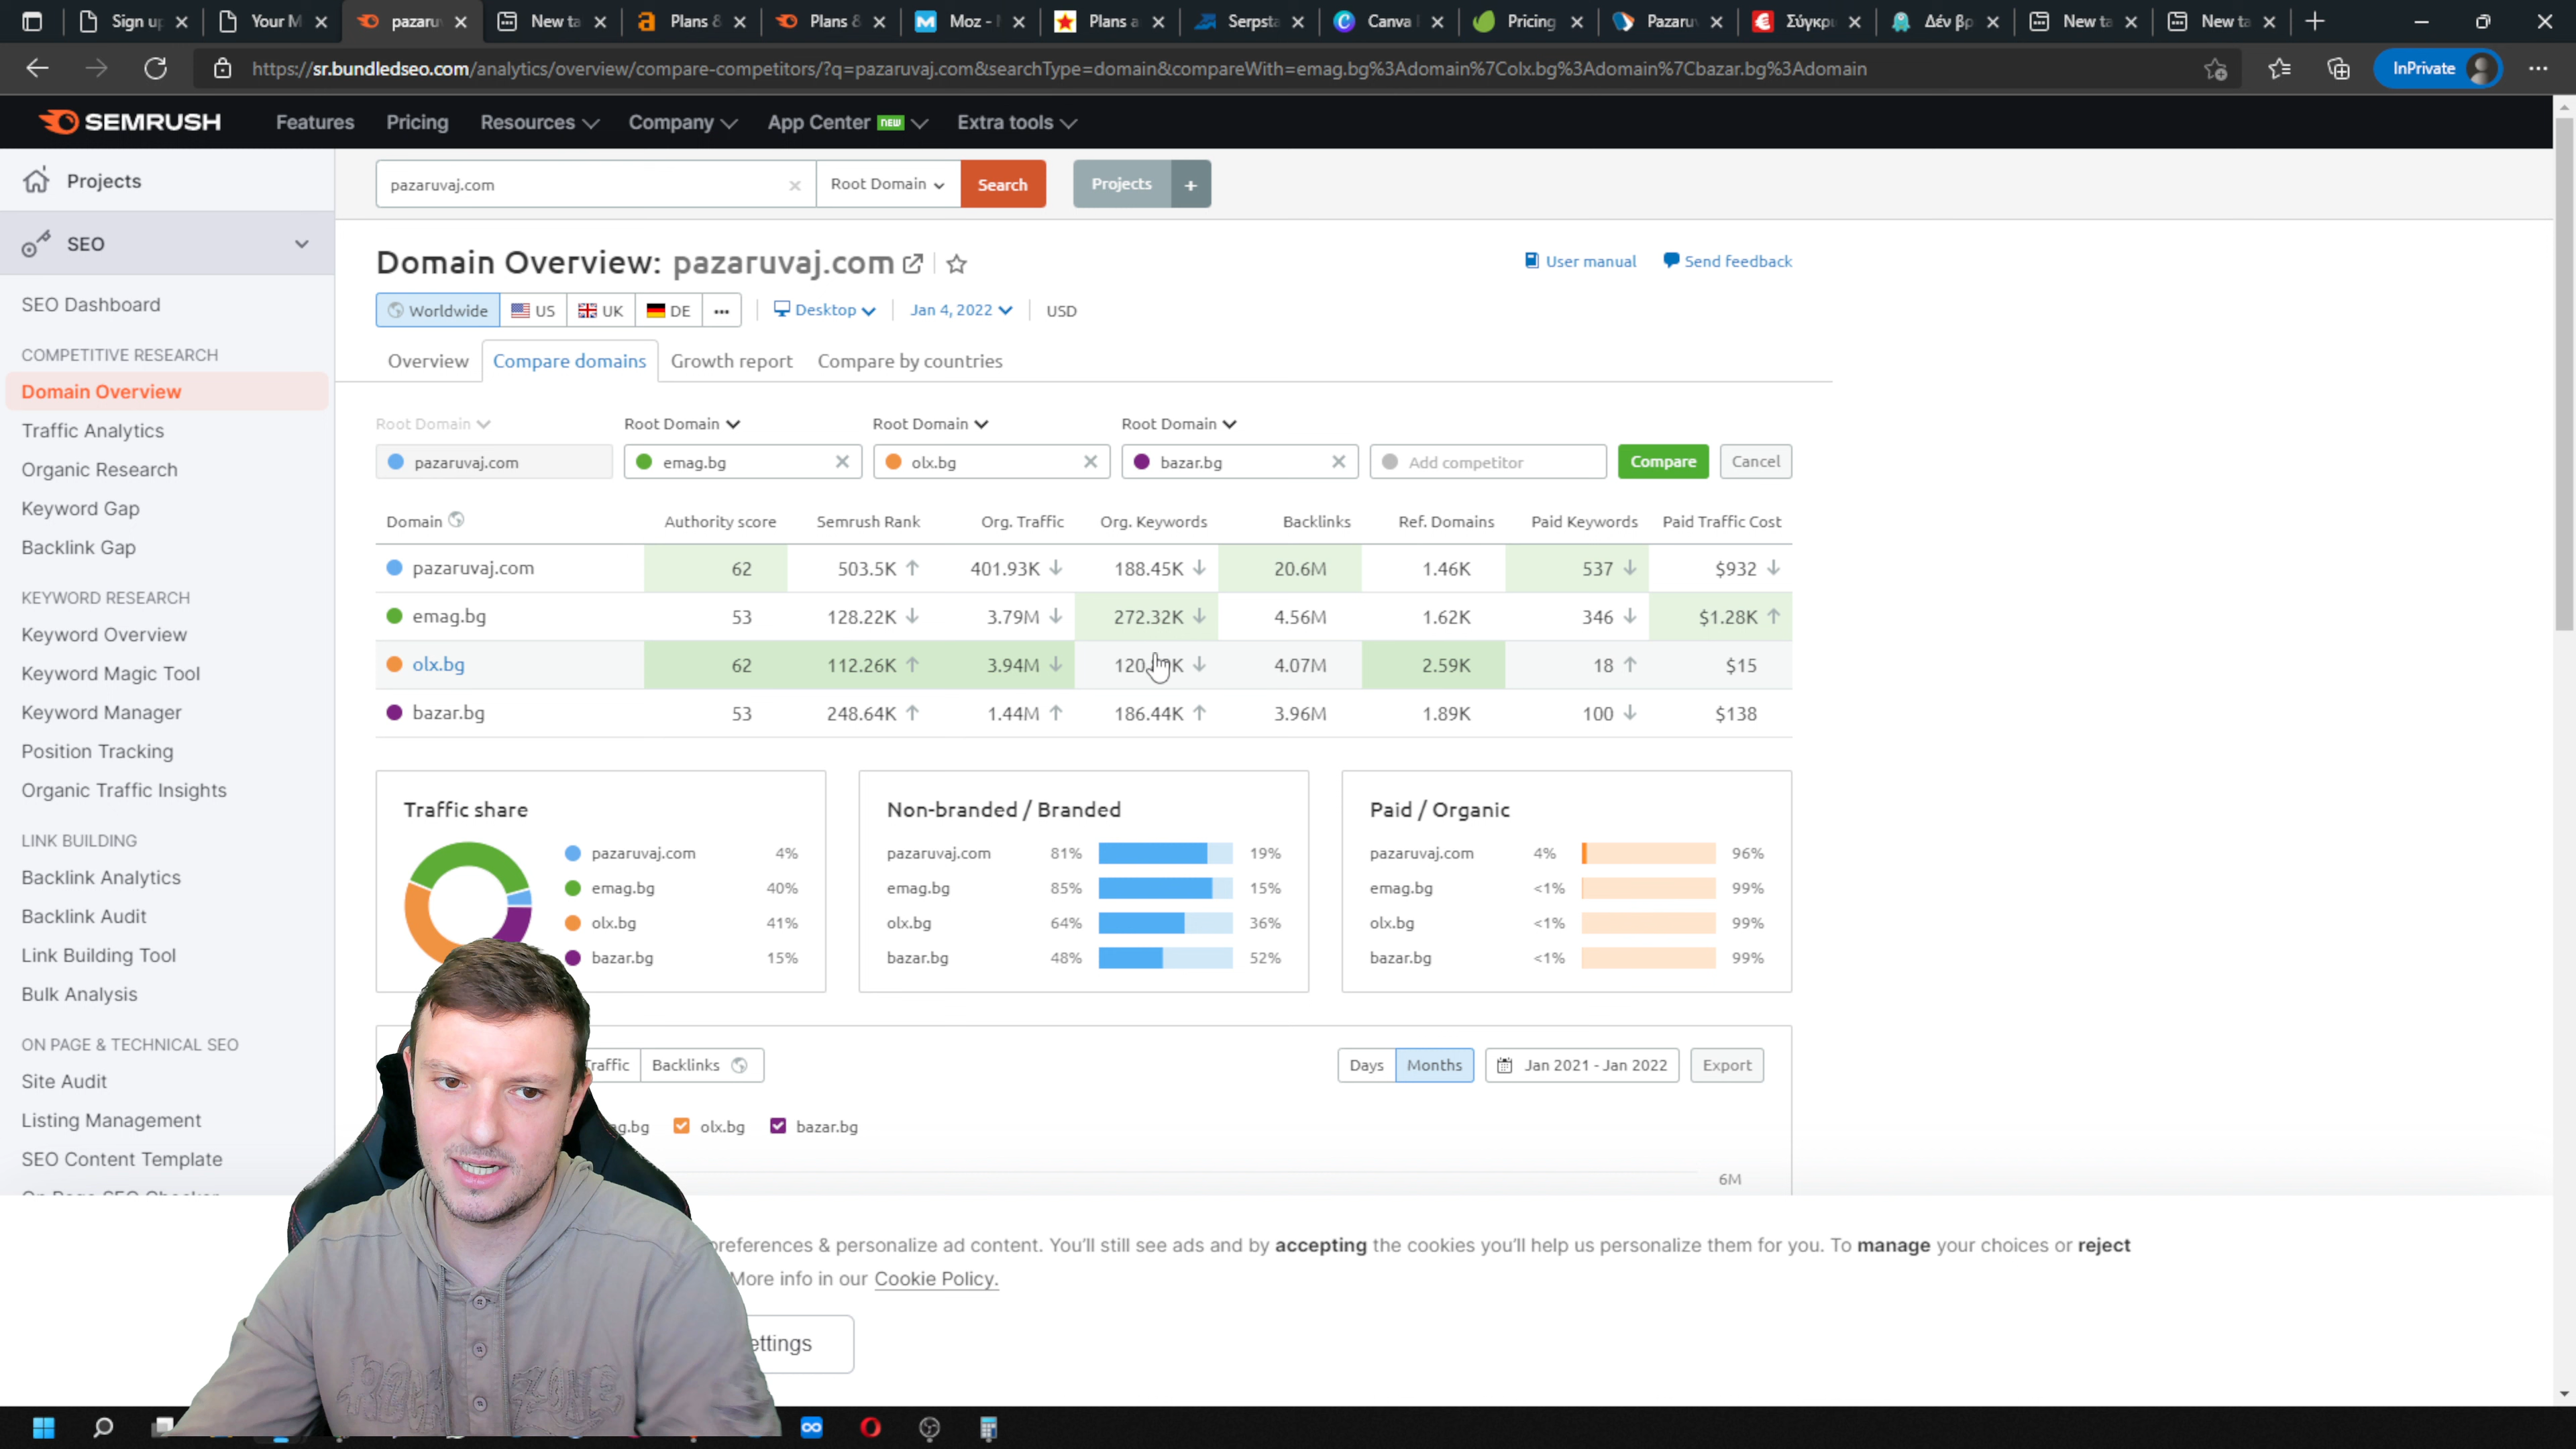 Sign up
Your M
pazaruv
New ta
Plans &
Plans &
Moz -
Plans a
Serpsta
Canva
Pricing
Pazaruv
Σύγκρι
Δέν βρ
New ta
New ta
https://sr.bundledseo.com/analytics/overview/compare-competitors/?q=pazaruvaj.com&searchType=domain&compareWith=emag.bg%3Adomain%7Colx.bg%3Adomain%7Cbazar.bg%3Adomain
InPrivate
SEMRUSH
Features
Pricing
Resources
Company
App Center NEW
Extra tools
Projects
pazaruvaj.com
Root Domain
Search
Projects +
SEO
Domain Overview: pazaruvaj.com
User manual
Send feedback
Worldwide US UK DE ...
Desktop
Jan 4, 2022
USD
Overview
Compare domains
Growth report
Compare by countries
SEO Dashboard
COMPETITIVE RESEARCH
Domain Overview
Traffic Analytics
Organic Research
Keyword Gap
Backlink Gap
KEYWORD RESEARCH
Keyword Overview
Keyword Magic Tool
Keyword Manager
Position Tracking
Organic Traffic Insights
LINK BUILDING
Backlink Analytics
Backlink Audit
Link Building Tool
Bulk Analysis
ON PAGE & TECHNICAL SEO
Site Audit
Listing Management
SEO Content Template
Root Domain Root Domain Root Domain Root Domain
pazaruvaj.com emag.bg olx.bg bazar.bg Add competitor Compare Cancel
Domain Authority score Semrush Rank Org. Traffic Org. Keywords Backlinks Ref. Domains Paid Keywords Paid Traffic Cost
pazaruvaj.com 62 503.5K 401.93K 188.45K 20.6M 1.46K 537 $932
emag.bg 53 128.22K 3.79M 272.32K 4.56M 1.62K 346 $1.28K
olx.bg 62 112.26K 3.94M 4.07M 2.59K 18 $15
bazar.bg 53 248.64K 1.44M 186.44K 3.96M 1.89K 100 $138
Traffic share
pazaruvaj.com 4%
emag.bg 40%
olx.bg 41%
bazar.bg 15%
Non-branded / Branded
pazaruvaj.com 81% 19%
emag.bg 85% 15%
olx.bg 64% 36%
bazar.bg 48% 52%
Paid / Organic
pazaruvaj.com 4% 96%
emag.bg <1% 99%
olx.bg <1% 99%
bazar.bg <1% 99%
Traffic Backlinks
Days Months Jan 2021 - Jan 2022 Export
olx.bg bazar.bg
6M
preferences & personalize ad content. You'll still see ads and by accepting the cookies you'll help us personalize them for you. To manage your choices or reject
More info in our Cookie Policy.
ettings